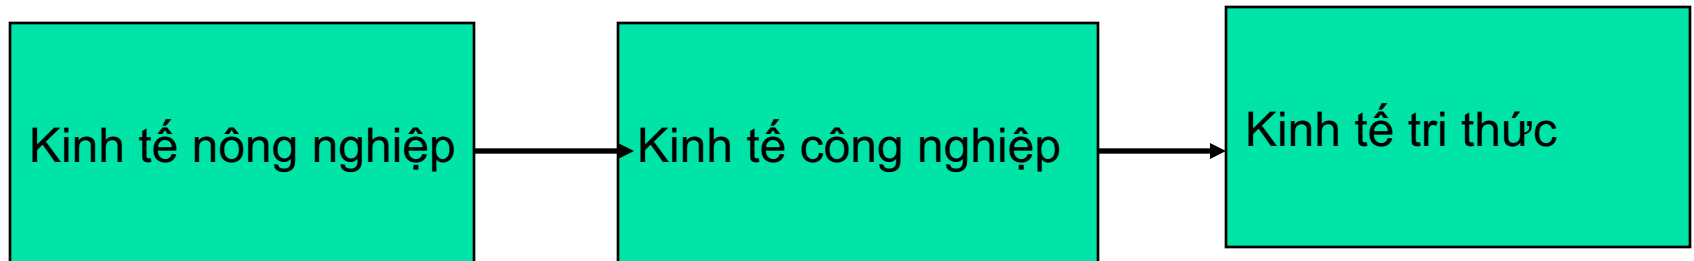 Kinh tế nông nghiệp
Kinh tế công nghiệp
Kinh tế tri thức